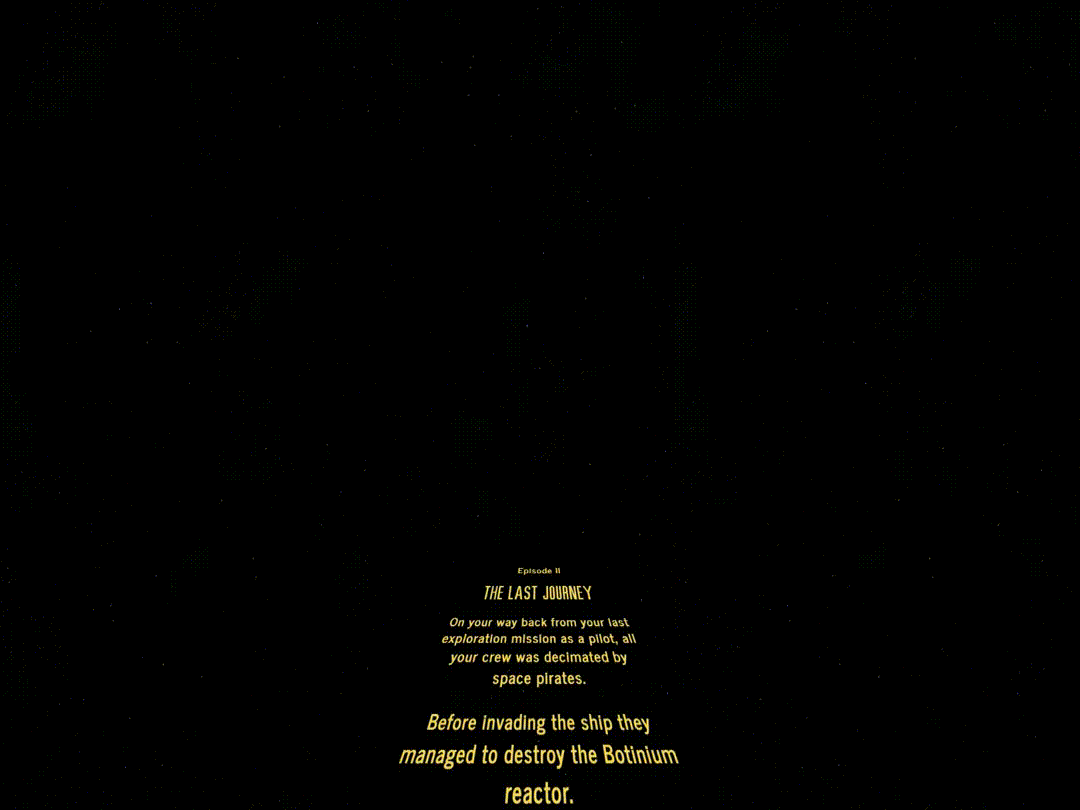 Episode II
THE LAST JOURNEY
On your way back from your last
exploration mission as a pilot, all
your crew was decimated by
space pirates.
Before invading the ship they
managed to destroy the Botinium
reactor.